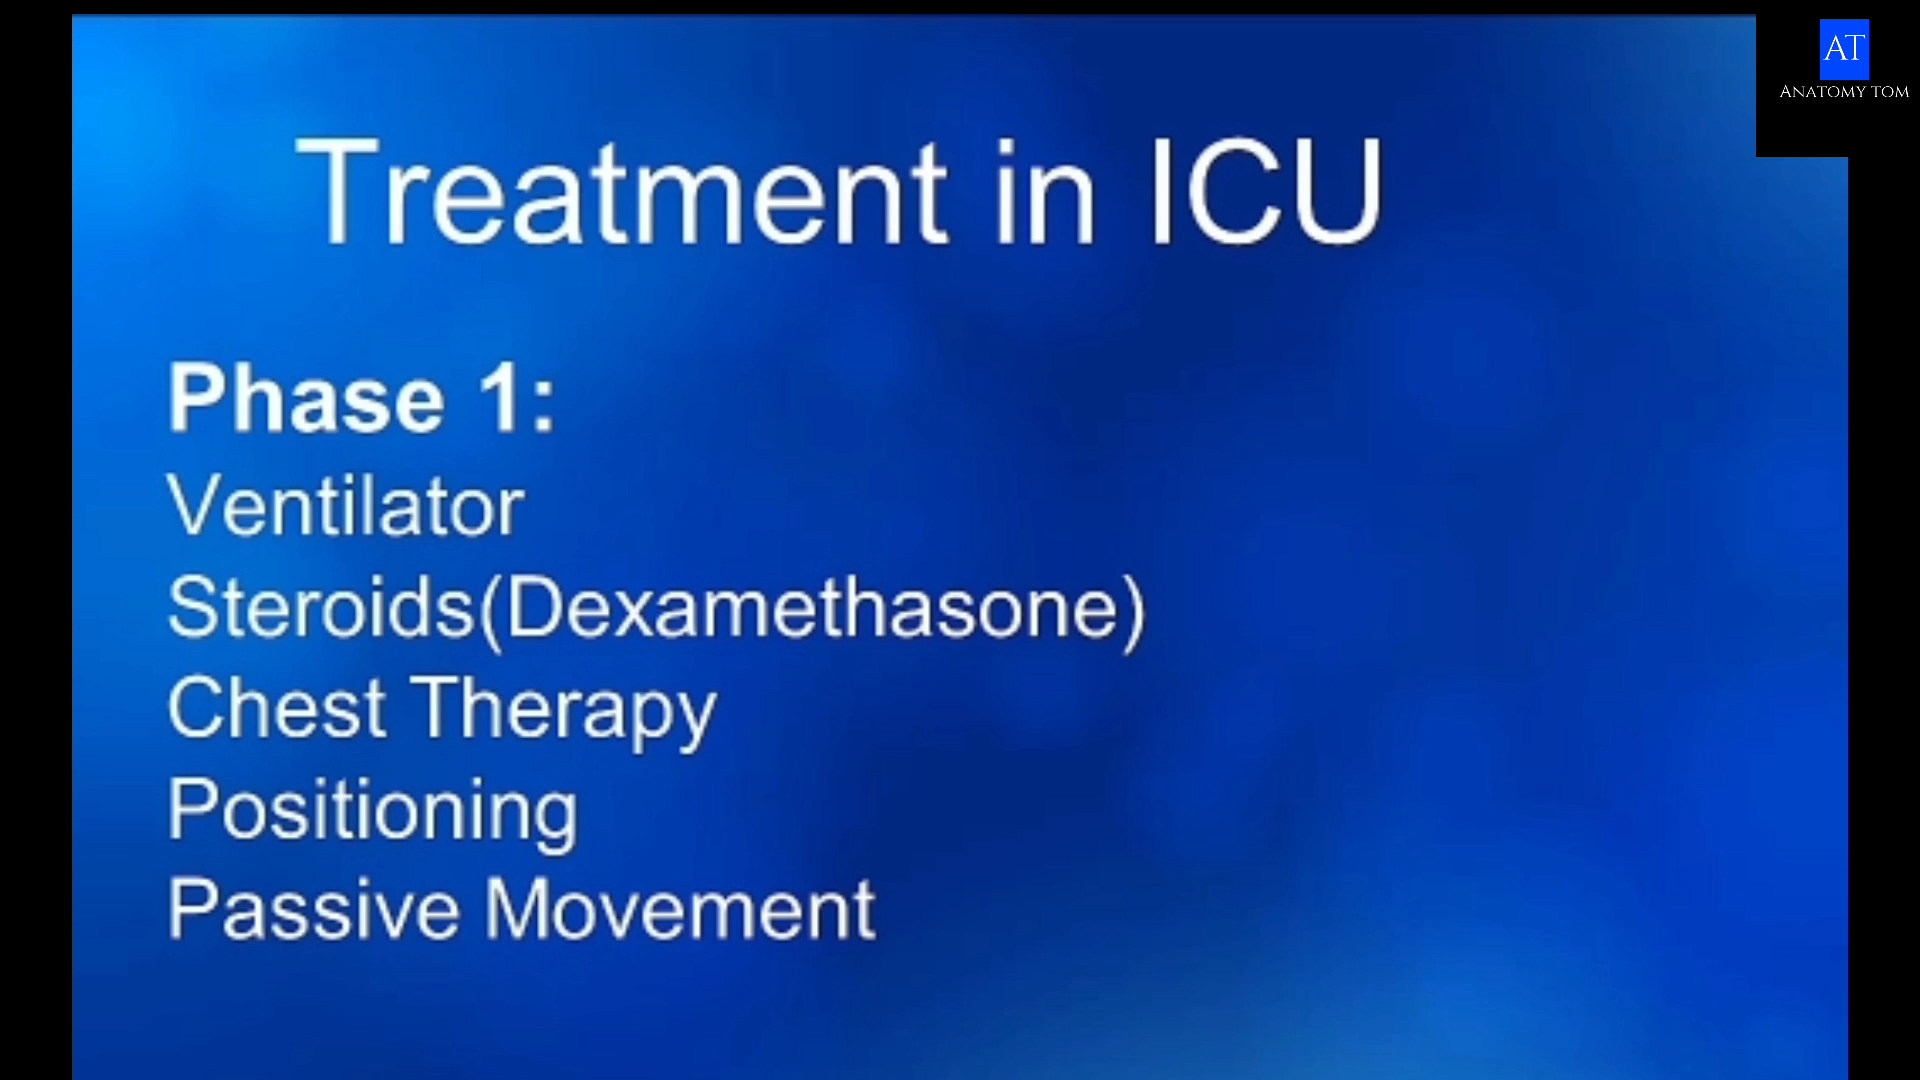 AT
ANATOMY TOM
Treatment in ICU
Phase 1:
Ventilator
Steroids(Dexamethasone)
Chest Therapy
Positioning
Passive Movement